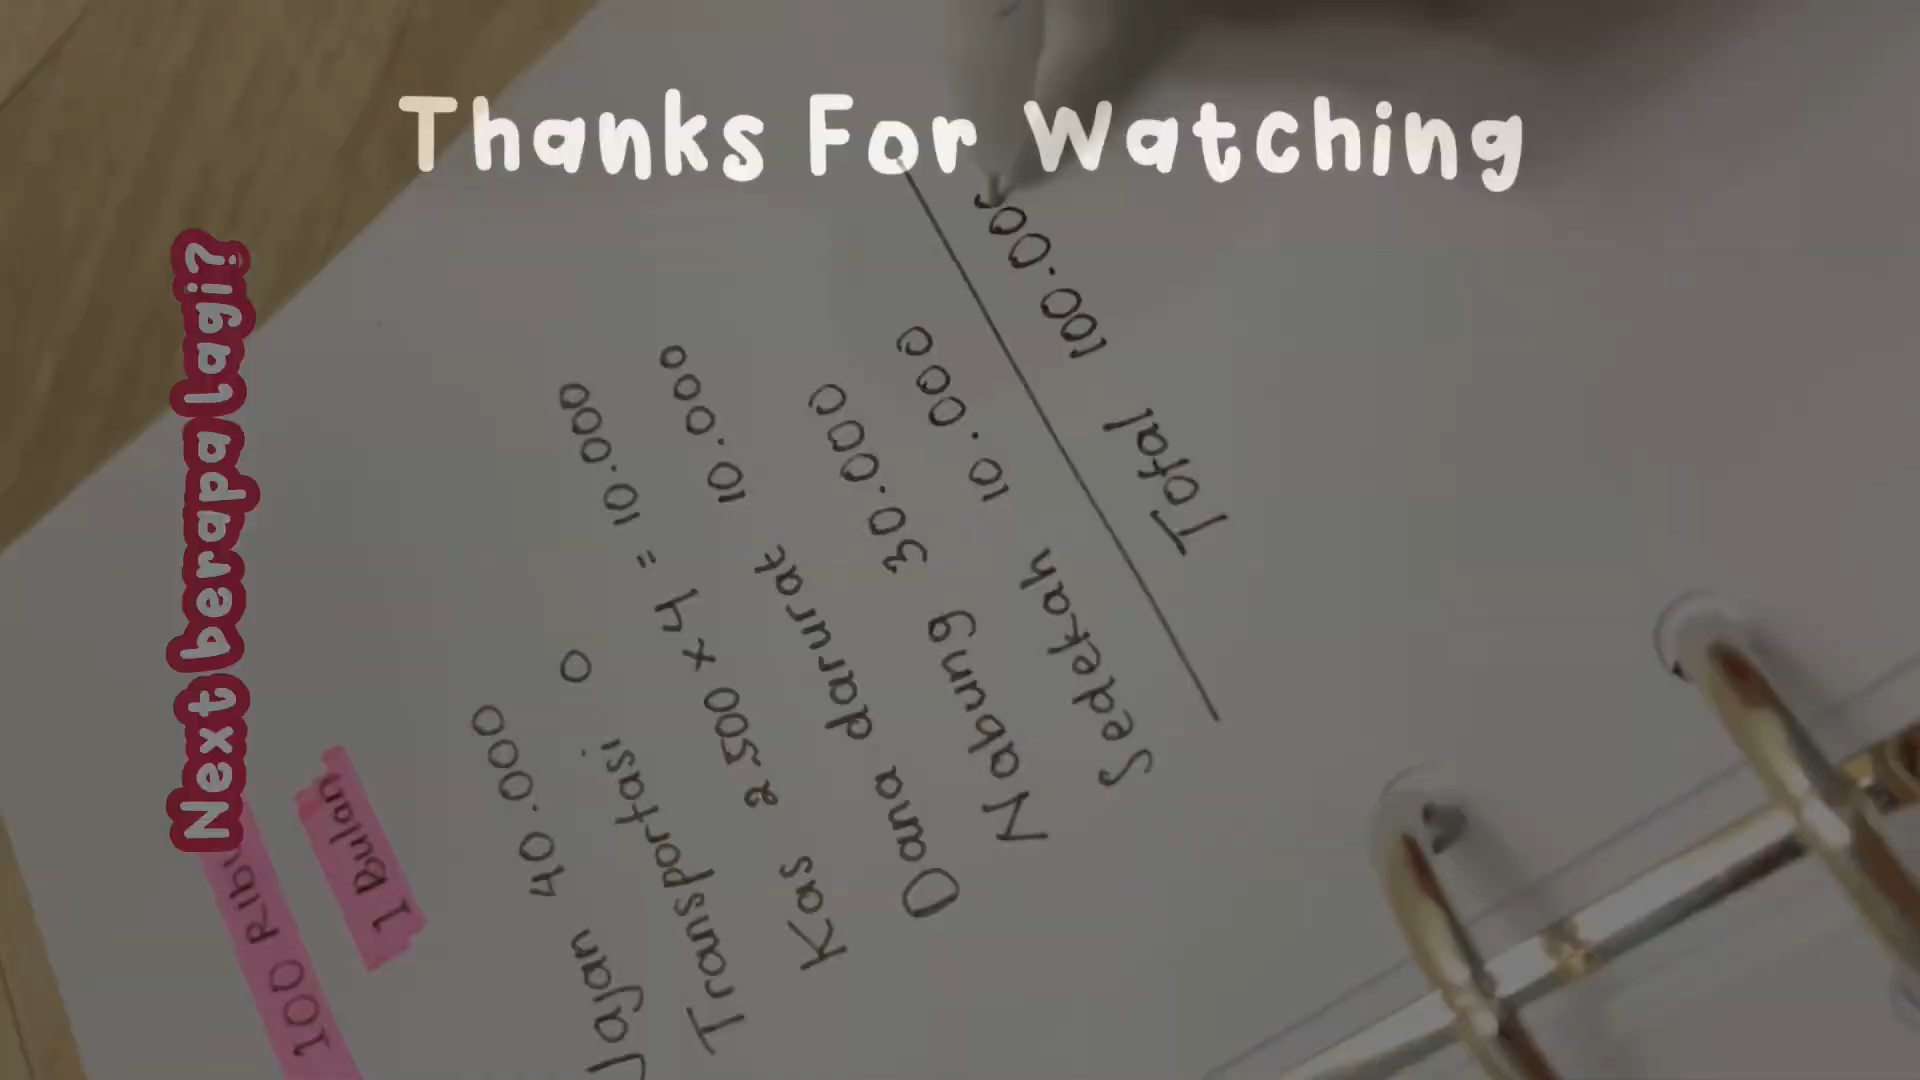 Thanks For Watching
Next berapa lagi?
100 Ribu
1 Bulan
Jajan 40.000
Transportasi 0
Kas 2.500 x 4 = 10.000
Dana darurat 10.000
Nabung 30.000
Sedekah 10.000
Total 100.000